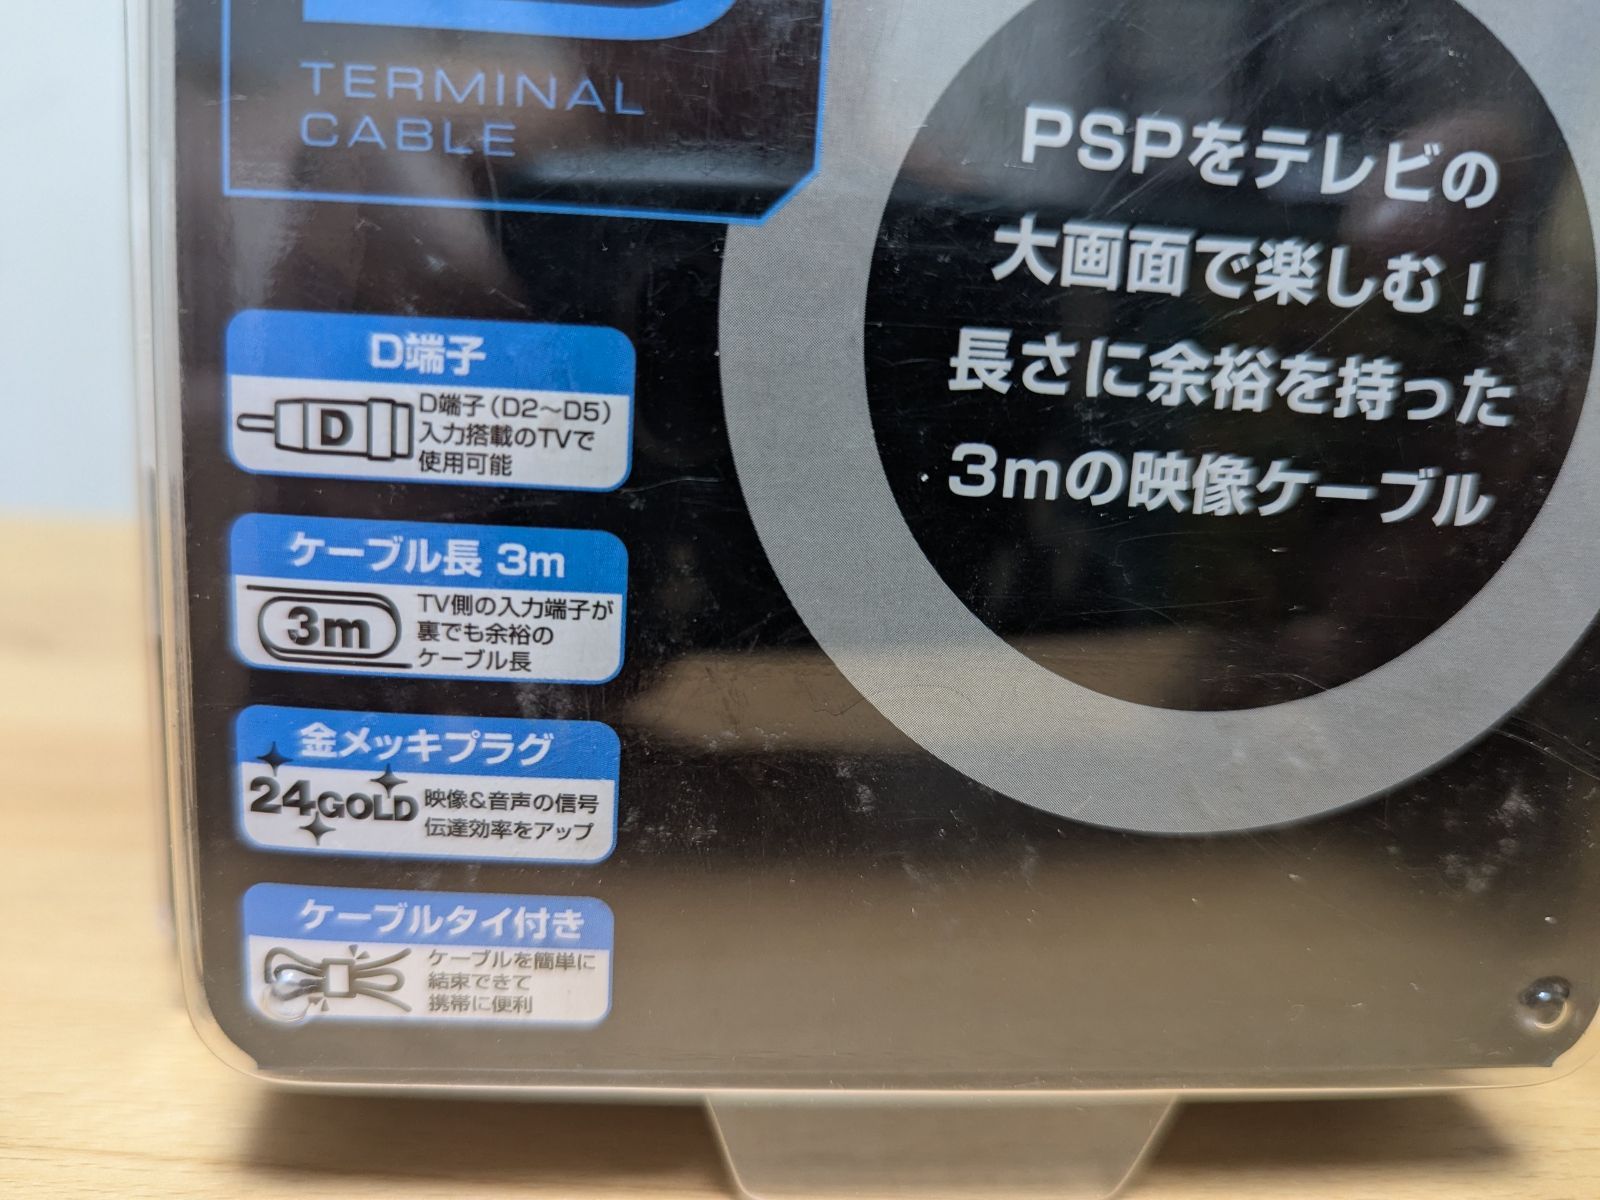 TERMINAL
CABLE
PSPをテレビの
大画面で楽しむ！
長さに余裕を持った
3mの映像ケーブル
D端子
D
D端子(D2～D5)
入力搭載のTVで
使用可能
ケーブル長 3m
3m
TV側の入力端子が
裏でも余裕の
ケーブル長
金メッキプラグ
24GOLD
映像&音声の信号
伝達効率をアップ
ケーブルタイ付き
ケーブルを簡単に
結束できて
携帯に便利